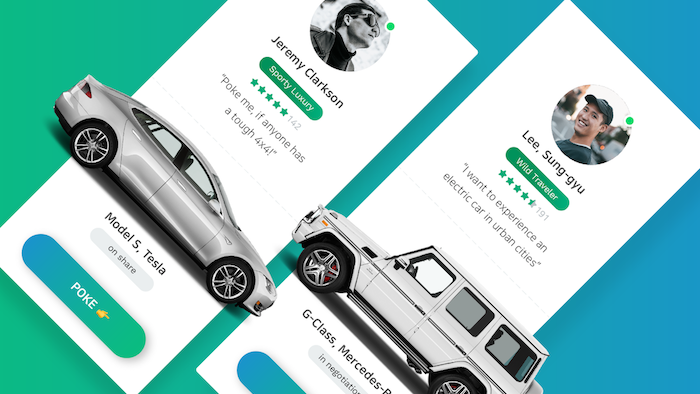 Jeremy Clarkson
Sporty Luxury
142
“Poke me, if anyone has
a tough 4x4!”
Model S, Tesla
on share
POKE 👉
Lee, Sung-gyu
Wild Traveler
191
“I want to experience an
electric car in urban cities”
G-Class, Mercedes-
In negotiation